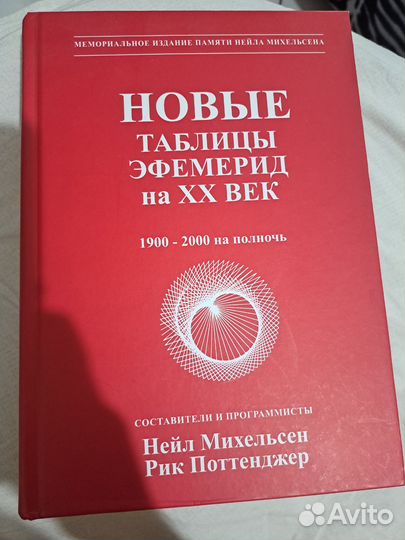 МЕМОРИАЛЬНОЕ ИЗДАНИЕ ПАМЯТИ НЕЙЛА МИХЕЛЬСЕНА
НОВЫЕ
ТАБЛИЦЫ
ЭФЕМЕРИД
на XX ВЕК
1900 - 2000 на полночь
СОСТАВИТЕЛИ И ПРОГРАММИСТЫ
Нейл Михельсен
Рик Поттенджер
Avito